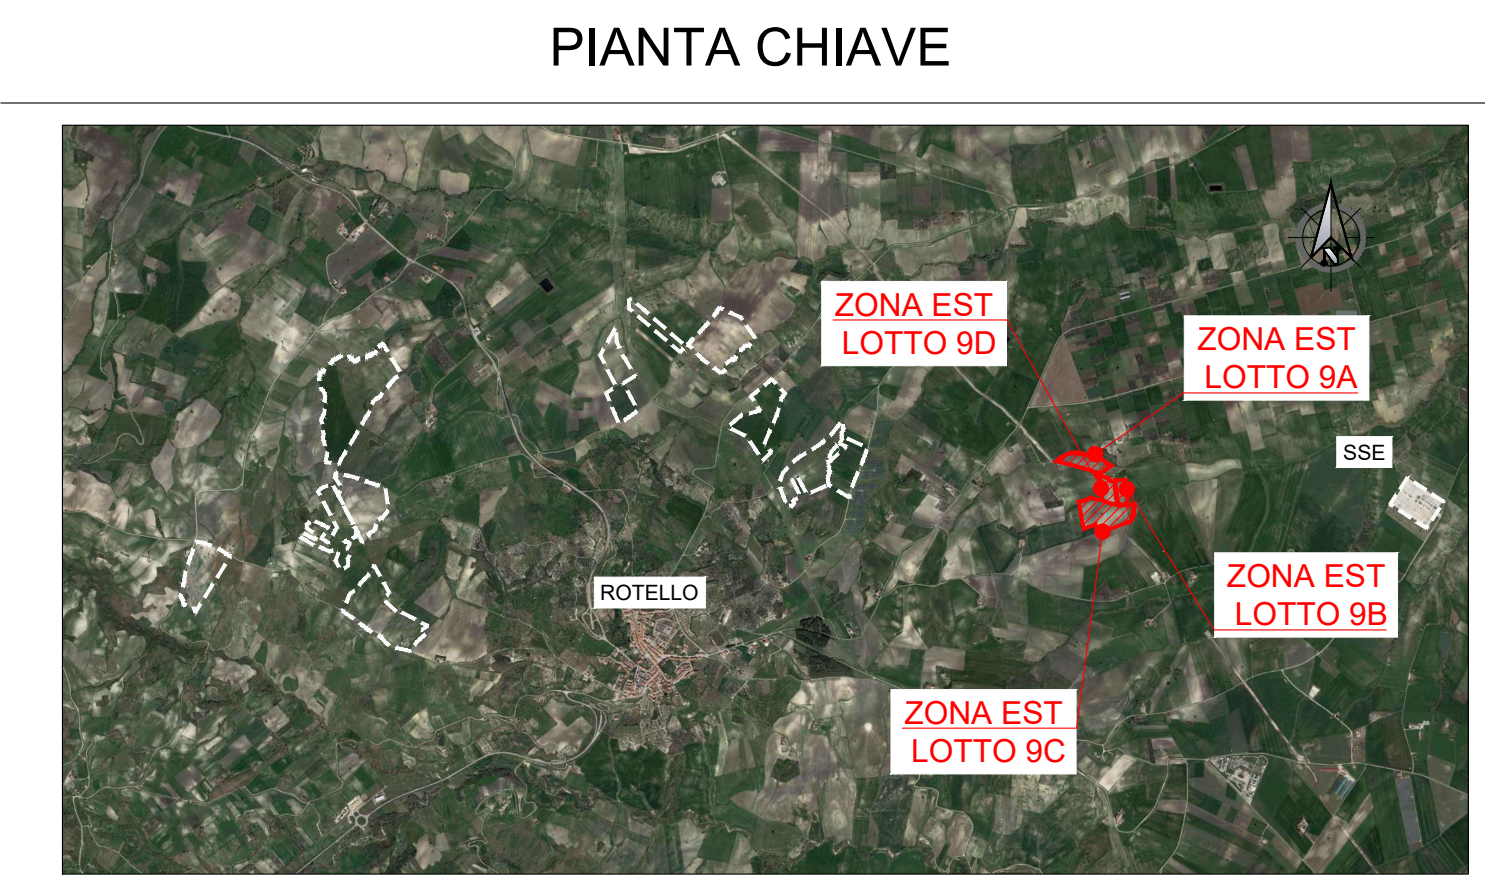 PIANTA CHIAVE
ZONA EST
LOTTO 9D
ZONA EST
LOTTO 9A
SSE
ZONA EST
LOTTO 9B
ROTELLO
ZONA EST
LOTTO 9C